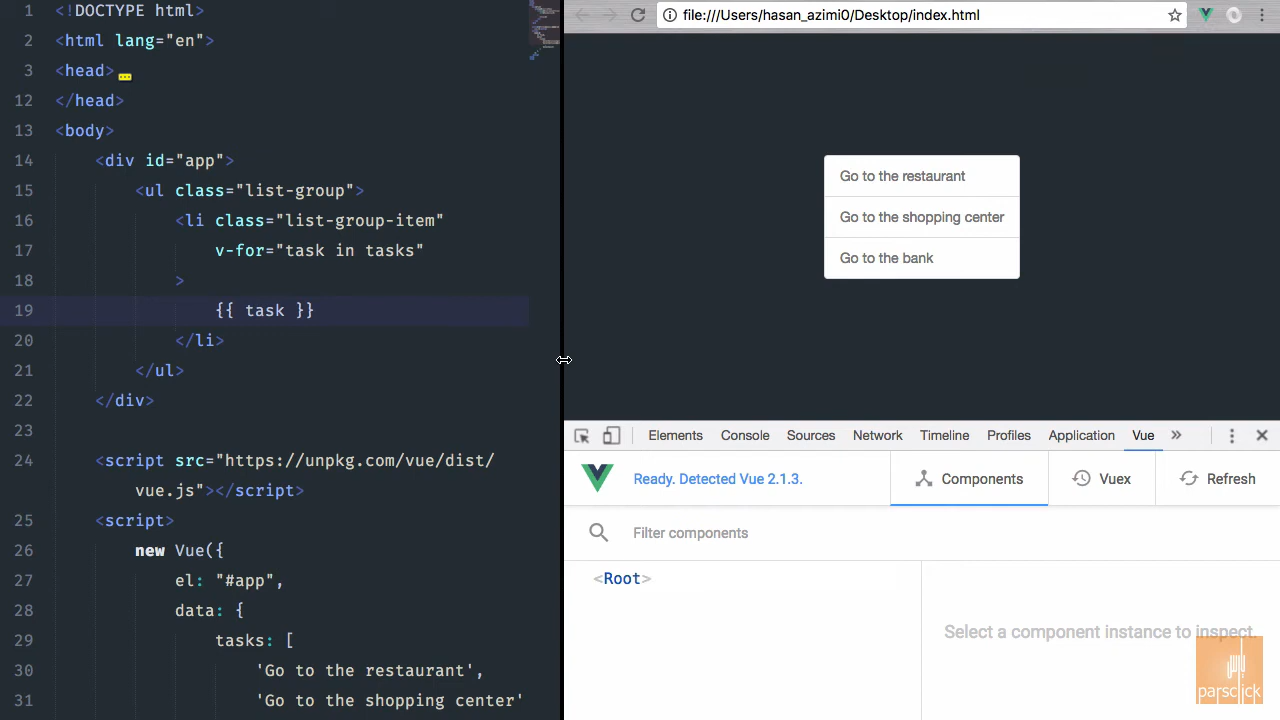 1 <!DOCTYPE html>
2 <html lang="en">
3 <head>
12 </head>
13 <body>
14 <div id="app">
15 <ul class="list-group">
16 <li class="list-group-item"
17 v-for="task in tasks"
18 >
19 {{ task }}
20 </li>
21 </ul>
22 </div>
23
24 <script src="https://unpkg.com/vue/dist/
vue.js"></script>
25 <script>
26 new Vue({
27 el: "#app",
28 data: {
29 tasks: [
30 'Go to the restaurant',
31 'Go to the shopping center'
file:///Users/hasan_azimi0/Desktop/index.html
Go to the restaurant
Go to the shopping center
Go to the bank
Elements Console Sources Network Timeline Profiles Application Vue »
Ready. Detected Vue 2.1.3. Components Vuex Refresh
Filter components
<Root>
Select a component instance to inspect.
parsclick